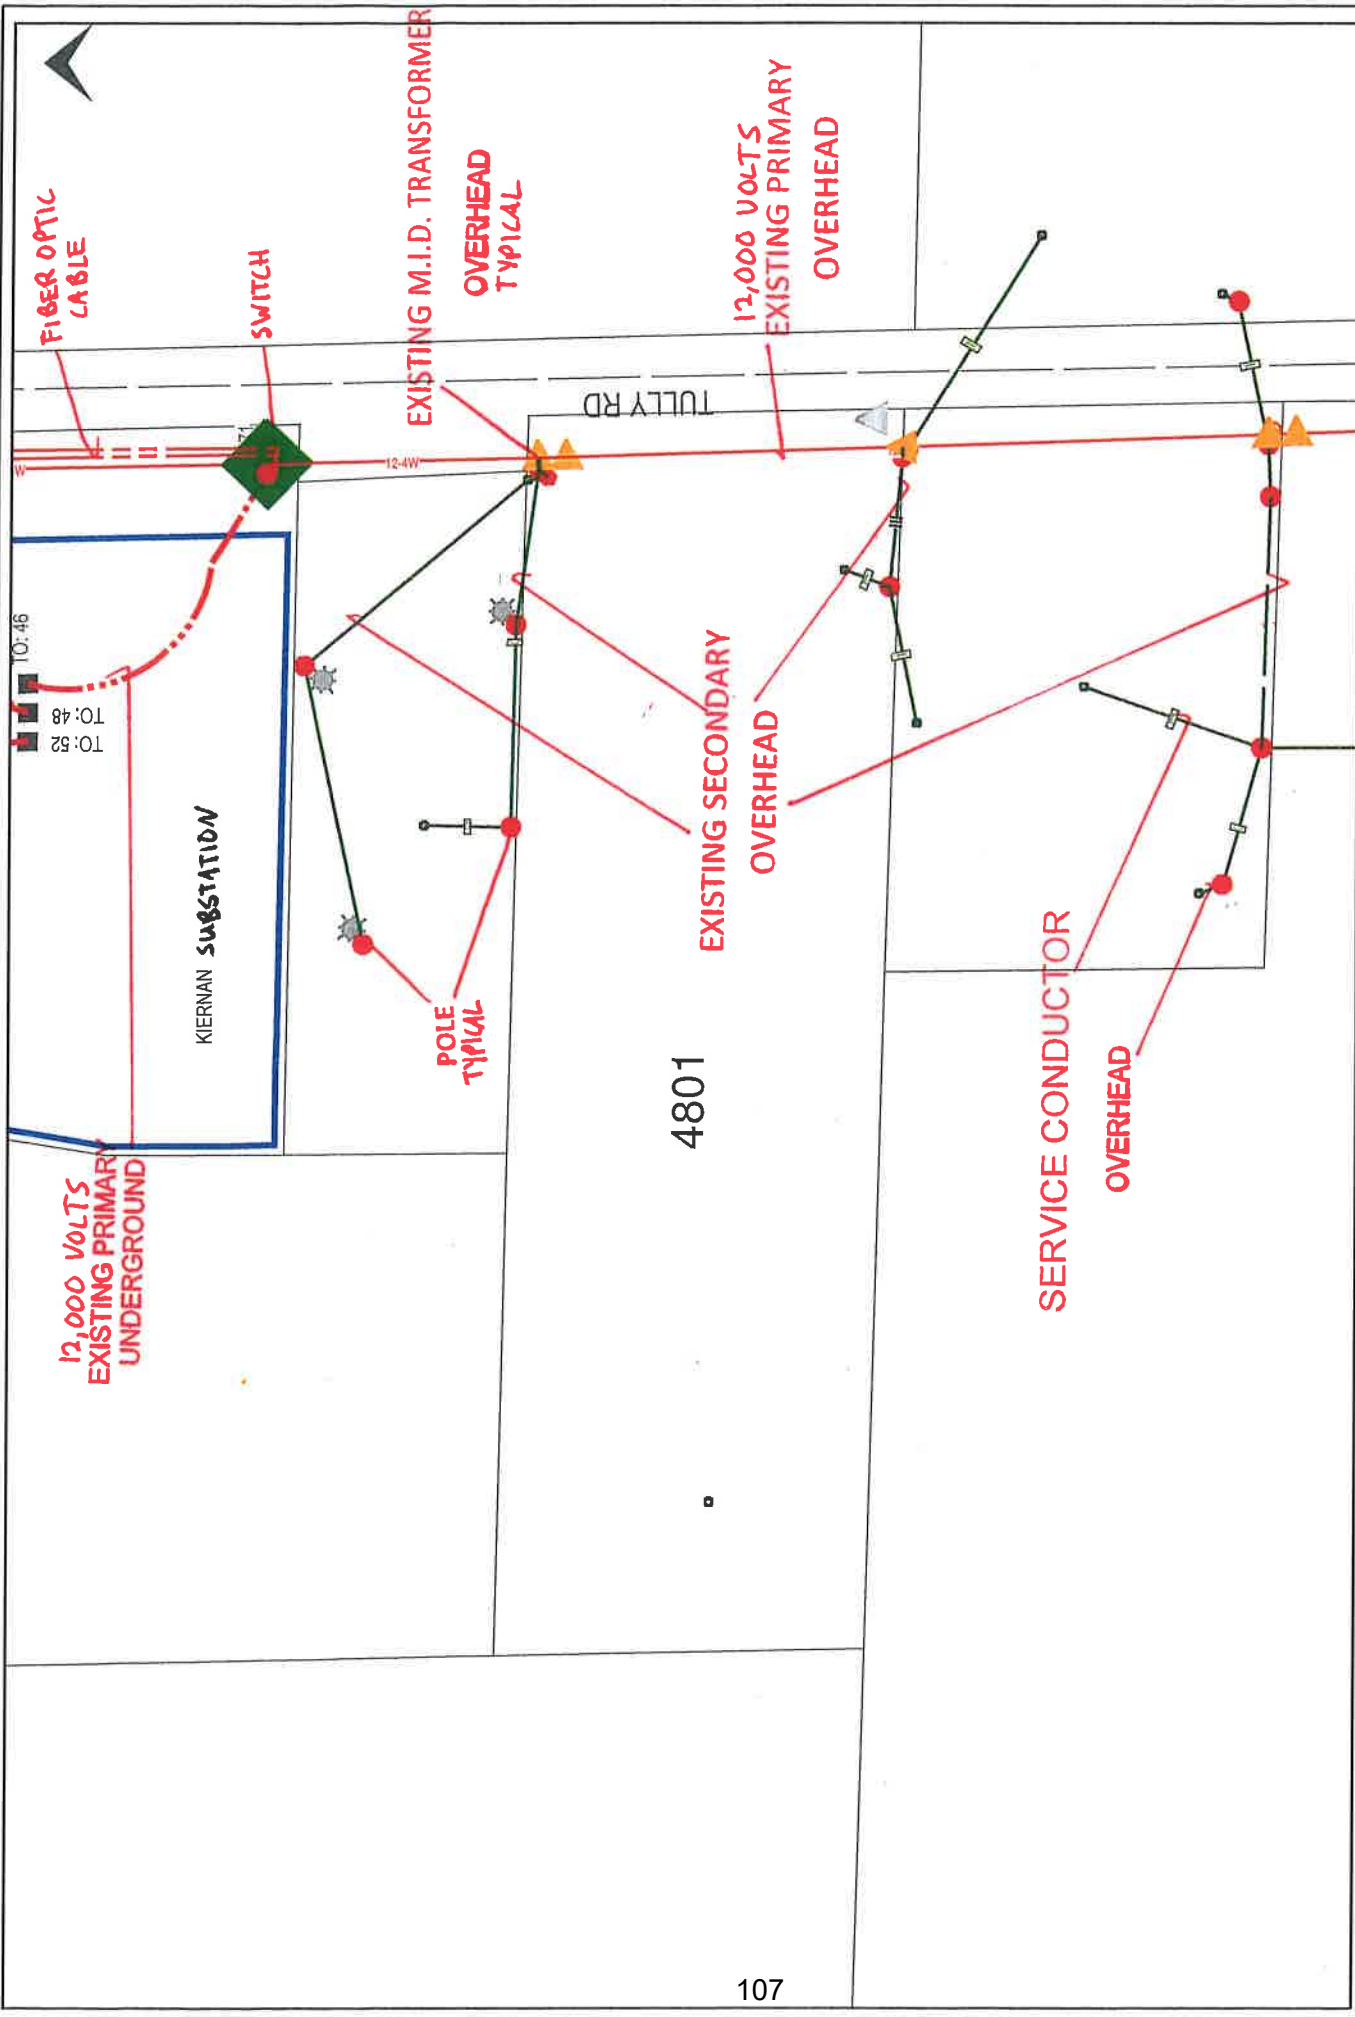 FIBER OPTIC
CABLE
SWITCH
EXISTING M.I.D. TRANSFORMER
OVERHEAD
TYPICAL
12,000 VOLTS
EXISTING PRIMARY
OVERHEAD
TULLY RD
W
12-4W
TO: 46
TO: 48
TO: 52
KIERNAN SUBSTATION
POLE
TYPICAL
EXISTING SECONDARY
OVERHEAD
4801
SERVICE CONDUCTOR
OVERHEAD
12,000 VOLTS
EXISTING PRIMARY
UNDERGROUND
107